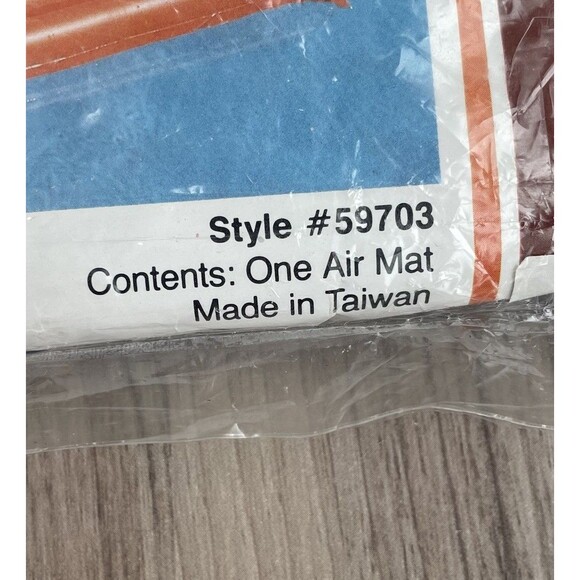 Style #59703
Contents: One Air Mat
Made in Taiwan